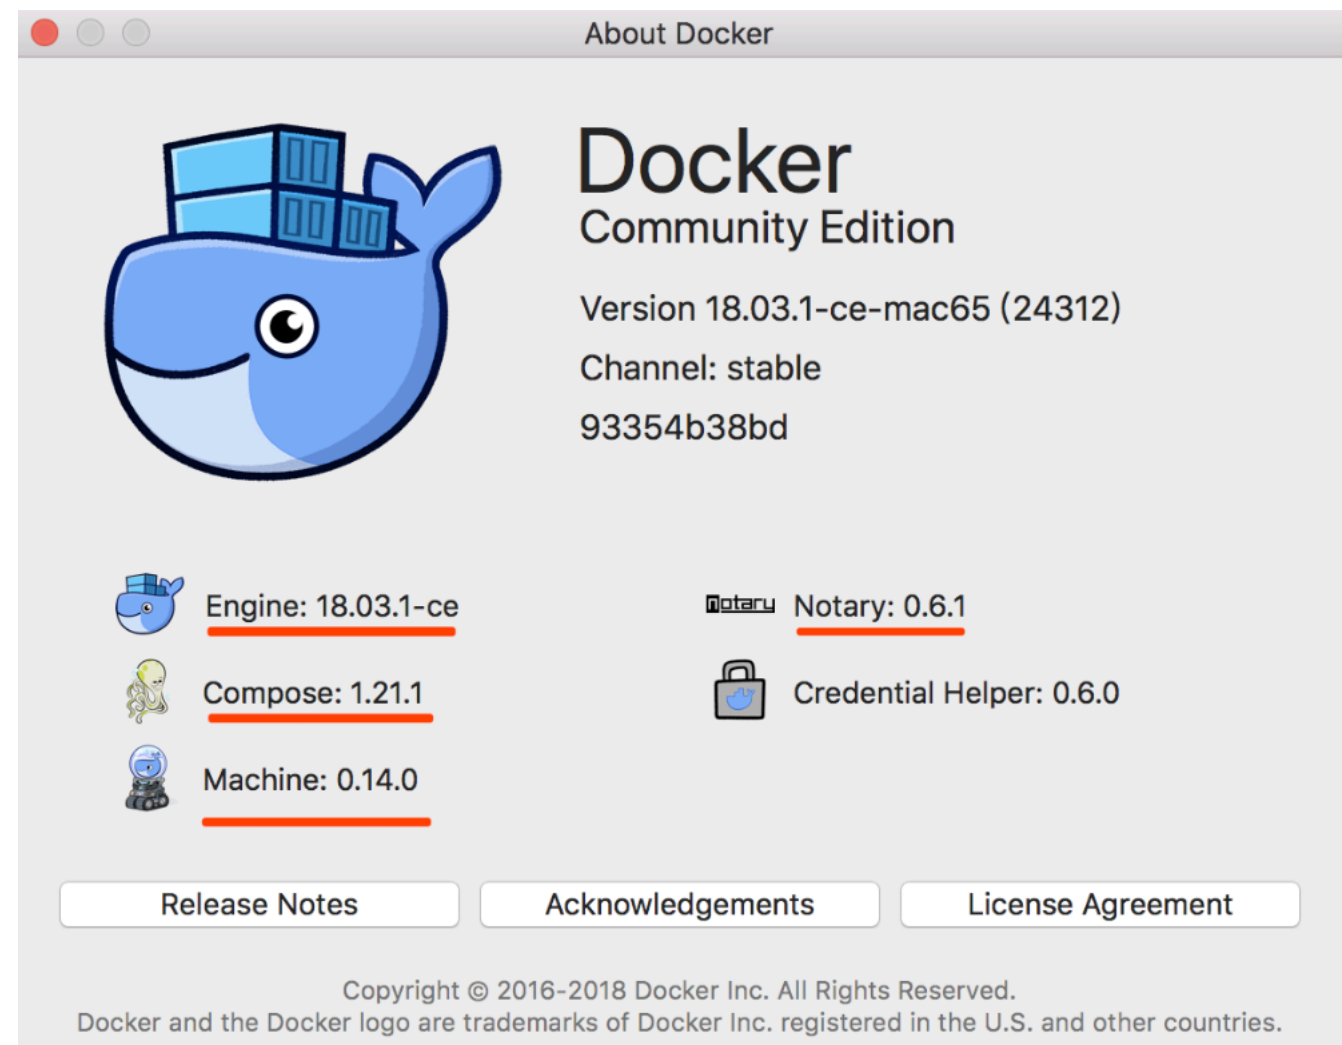 About Docker
Docker
Community Edition
Version 18.03.1-ce-mac65 (24312)
Channel: stable
93354b38bd
Engine: 18.03.1-ce
notary Notary: 0.6.1
Compose: 1.21.1
Credential Helper: 0.6.0
Machine: 0.14.0
Release Notes
Acknowledgements
License Agreement
Copyright © 2016-2018 Docker Inc. All Rights Reserved.
Docker and the Docker logo are trademarks of Docker Inc. registered in the U.S. and other countries.